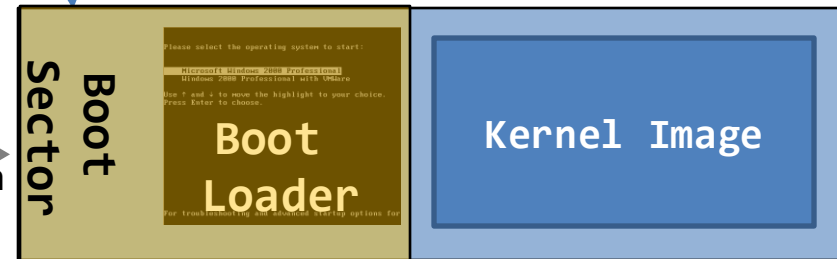 Boot
Sector
Please select the operating system to start:
Microsoft Windows 2000 Professional
Windows 2000 Professional with VMWare
Use ↑ and ↓ to move the highlight to your choice.
Press Enter to choose.
Boot
Loader
For troubleshooting and advanced startup options for
Kernel Image